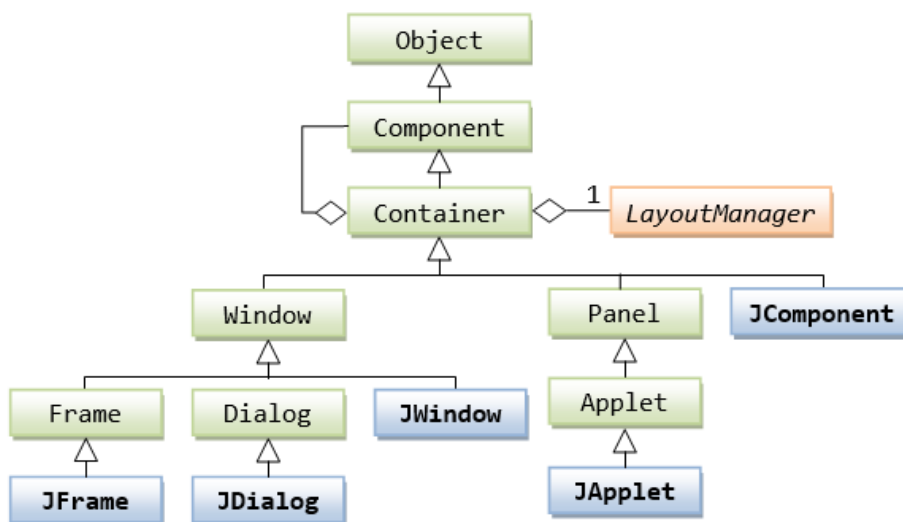 Object
Component
Container
1
LayoutManager
Window
Panel
JComponent
Frame
Dialog
JWindow
Applet
JFrame
JDialog
JApplet